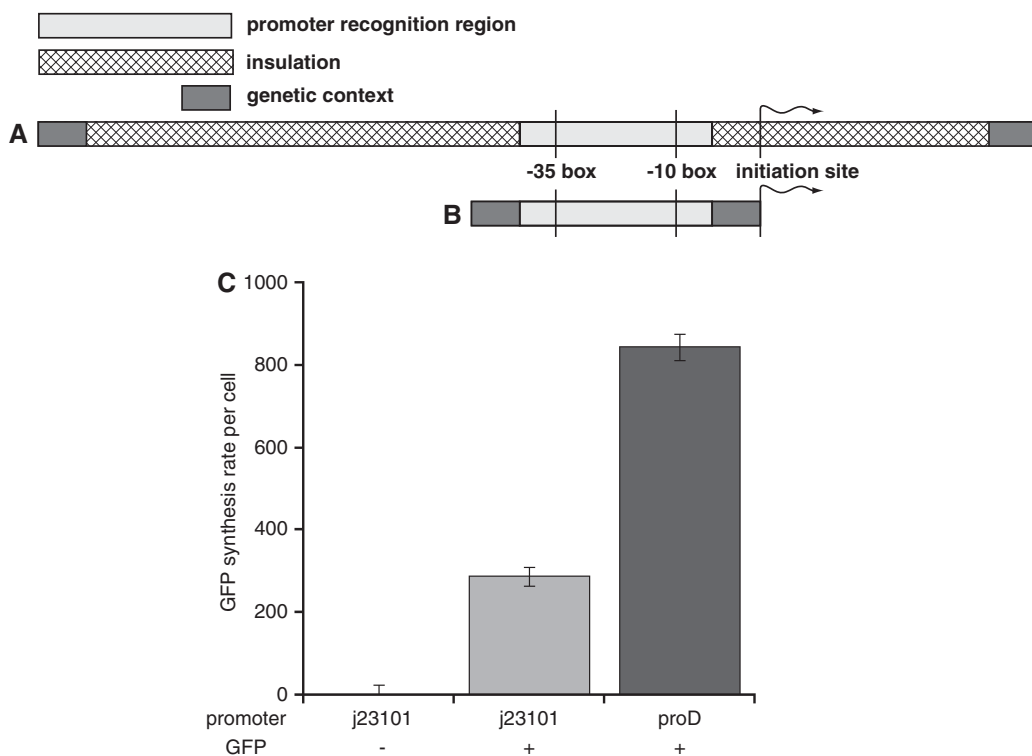 promoter recognition region
insulation
genetic context
A
-35 box -10 box initiation site
B
C
1000
800
600
400
200
0
GFP synthesis rate per cell
promoter j23101 j23101 proD
GFP - + +